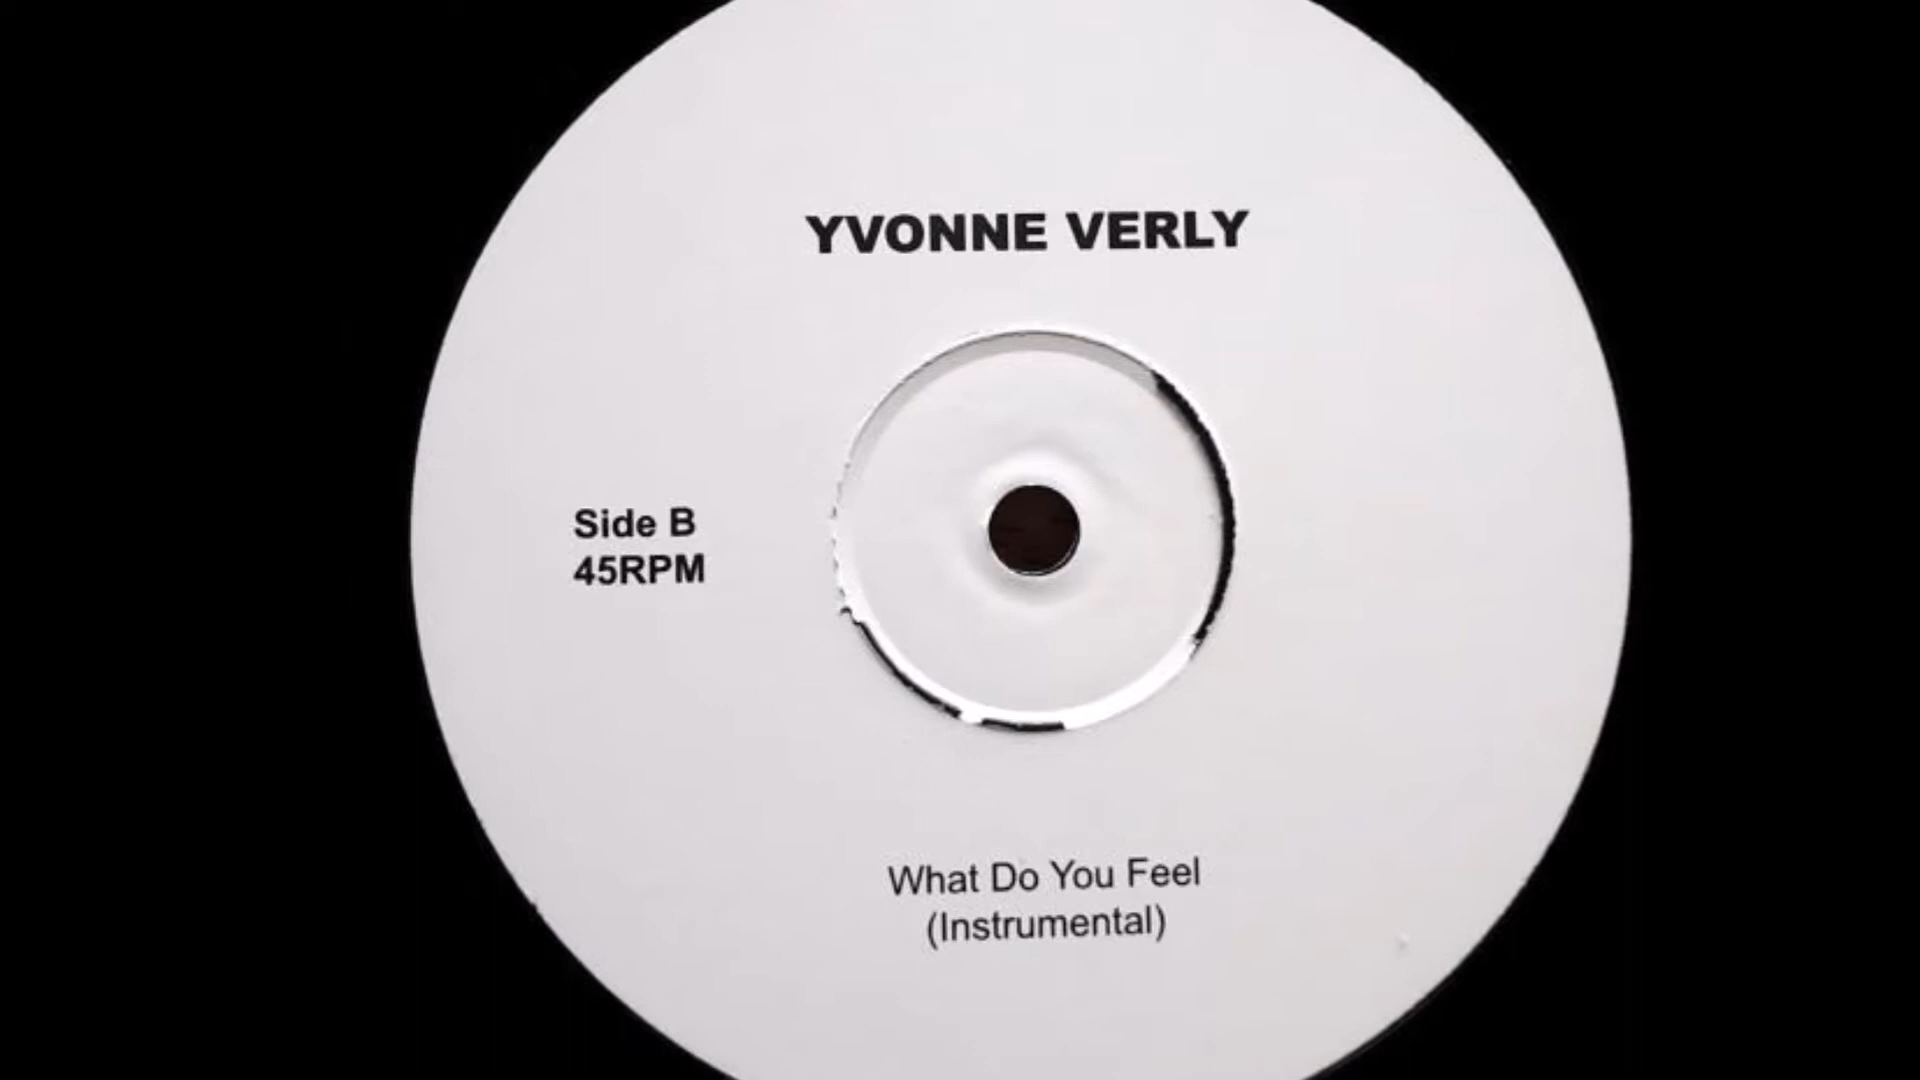 YVONNE VERLY
Side B
45RPM
What Do You Feel
(Instrumental)